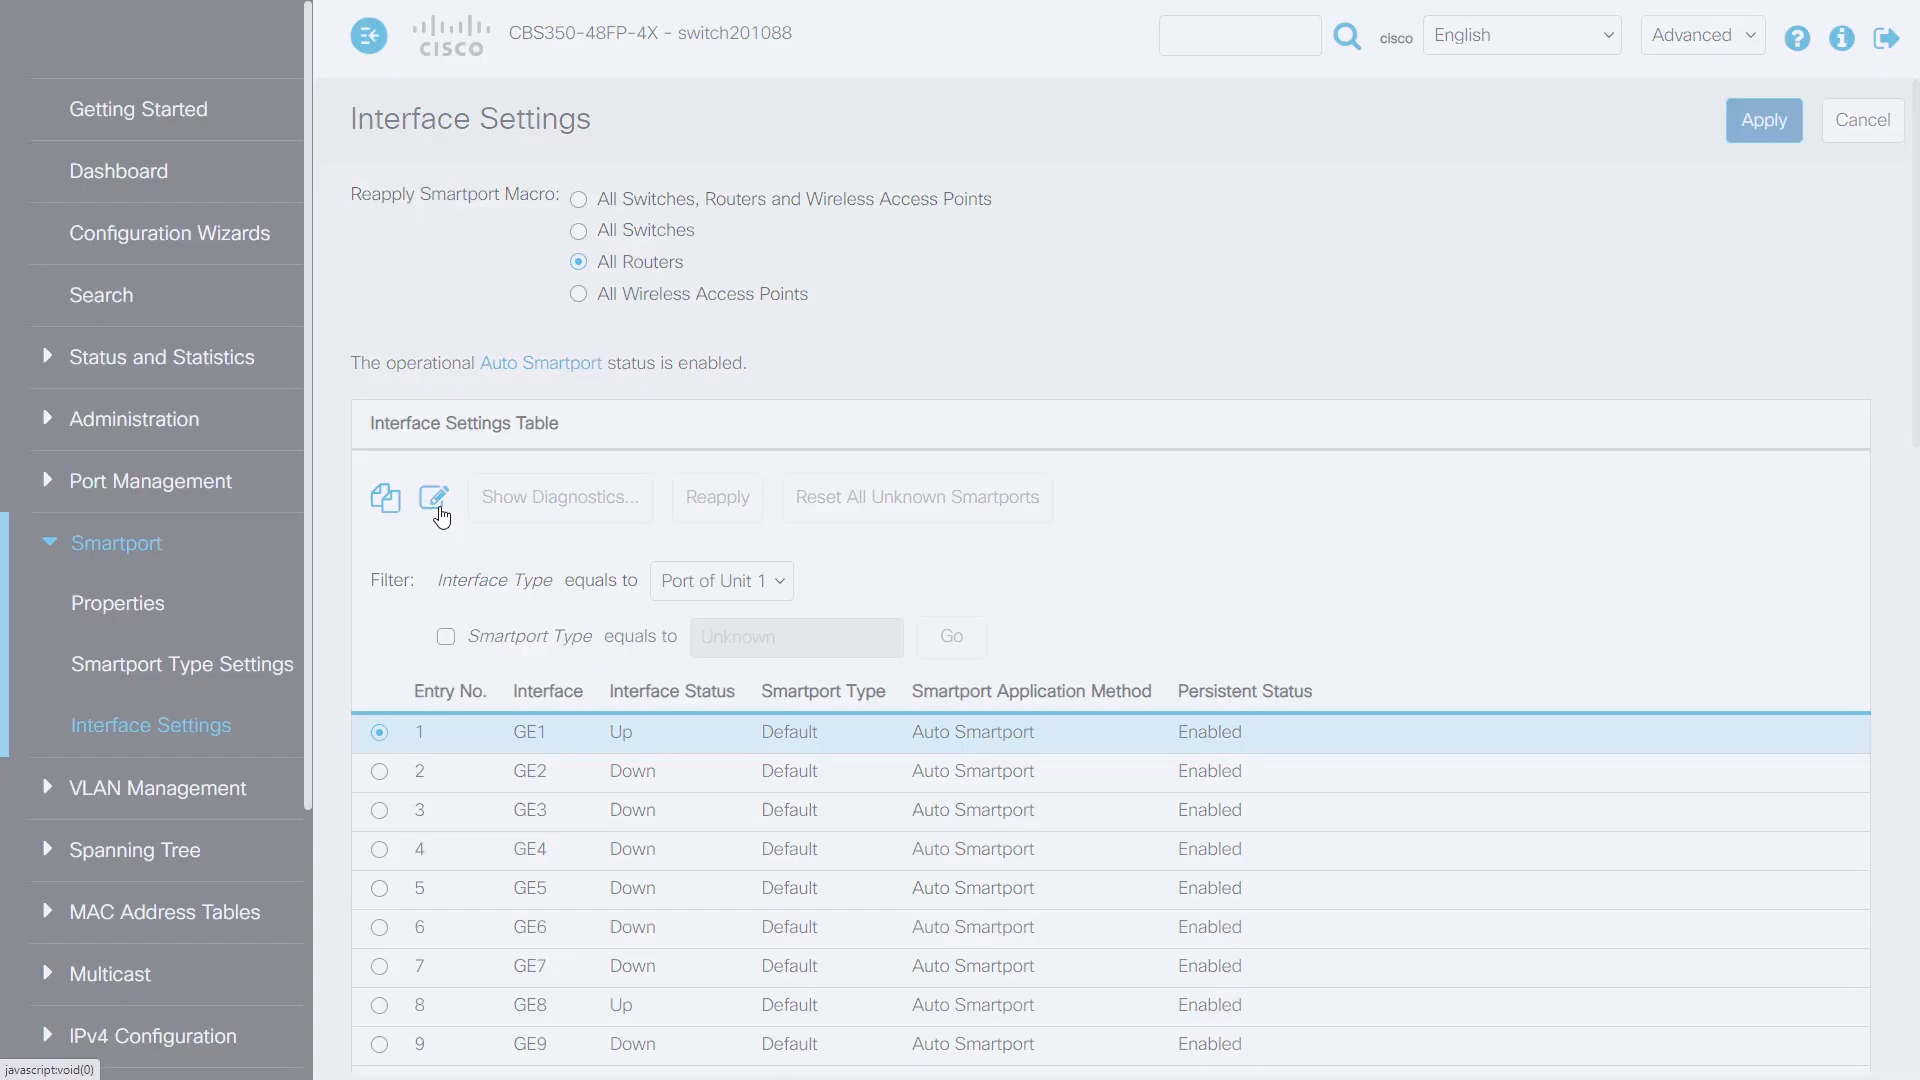 CISCO
CBS350-48FP-4X - switch201088
cisco
English
Advanced
Getting Started
Dashboard
Configuration Wizards
Search
Status and Statistics
Administration
Port Management
Smartport
Properties
Smartport Type Settings
Interface Settings
VLAN Management
Spanning Tree
MAC Address Tables
Multicast
IPv4 Configuration
javascript:void(0)
Interface Settings
Apply
Cancel
Reapply Smartport Macro:
All Switches, Routers and Wireless Access Points
All Switches
All Routers
All Wireless Access Points
The operational Auto Smartport status is enabled.
Interface Settings Table
Show Diagnostics...
Reapply
Reset All Unknown Smartports
Filter: Interface Type equals to Port of Unit 1
Smartport Type equals to Unknown Go
Entry No. Interface Interface Status Smartport Type Smartport Application Method Persistent Status
1 GE1 Up Default Auto Smartport Enabled
2 GE2 Down Default Auto Smartport Enabled
3 GE3 Down Default Auto Smartport Enabled
4 GE4 Down Default Auto Smartport Enabled
5 GE5 Down Default Auto Smartport Enabled
6 GE6 Down Default Auto Smartport Enabled
7 GE7 Down Default Auto Smartport Enabled
8 GE8 Up Default Auto Smartport Enabled
9 GE9 Down Default Auto Smartport Enabled